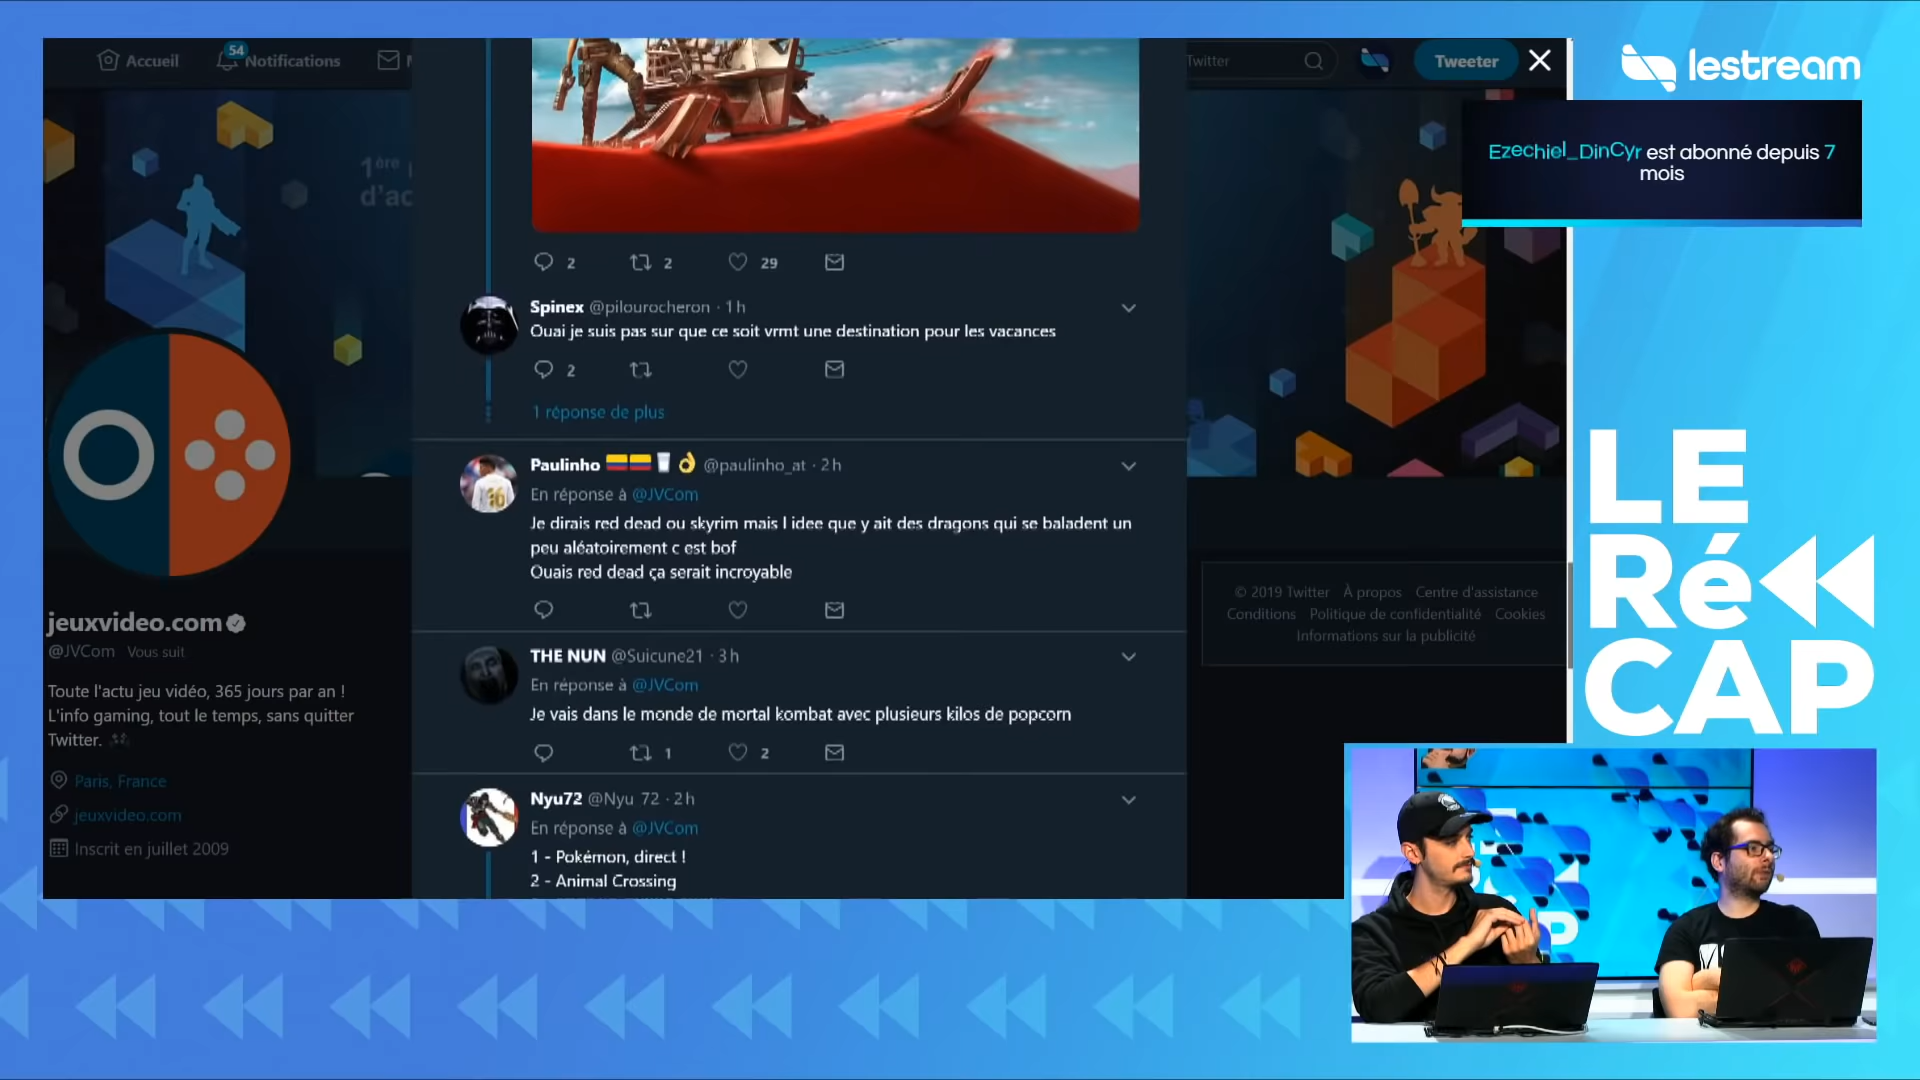 Accueil
54
Notifications
Twitter
Tweeter
lestream
Ezechiel_DinCyr est abonné depuis 7
mois
1ère
d'ac
2 2 29
Spinex @pilourocheron · 1 h
Ouai je suis pas sur que ce soit vrmt une destination pour les vacances
2
1 réponse de plus
Paulinho @paulinho_at · 2 h
En réponse à @JVCom
Je dirais red dead ou skyrim mais l idee que y ait des dragons qui se baladent un
peu aléatoirement c est bof
Ouais red dead ça serait incroyable
THE NUN @Suicune21 · 3 h
En réponse à @JVCom
Je vais dans le monde de mortal kombat avec plusieurs kilos de popcorn
1 2
Nyu72 @Nyu 72 · 2 h
En réponse à @JVCom
1 - Pokémon, direct !
2 - Animal Crossing
jeuxvideo.com
@JVCom Vous suit
Toute l'actu jeu vidéo, 365 jours par an !
L'info gaming, tout le temps, sans quitter
Twitter.
Paris, France
jeuxvideo.com
Inscrit en juillet 2009
© 2019 Twitter À propos Centre d'assistance
Conditions Politique de confidentialité Cookies
Informations sur la publicité
LE
Ré
CAP